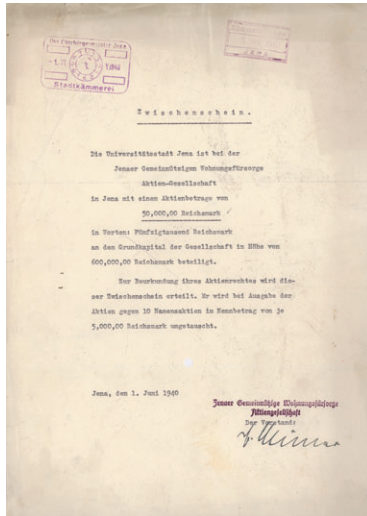 Der Oberbürgermeister Jena
Stadtkämmerei
JENA
Zwischenschein.
Die Universitätsstadt Jena ist bei der
Jenaer Gemeinnützigen Wohnungsfürsorge
Aktien-Gesellschaft
in Jena mit einem Aktienbetrage von
50,000,00 Reichsmark
in Worten: Fünfzigtausend Reichsmark
an dem Grundkapital der Gesellschaft in Höhe von
600,000,00 Reichsmark beteiligt.
Zur Beurkundung ihres Aktienrechtes wird die-
ser Zwischenschein erteilt. Er wird bei Ausgabe der
Aktien gegen 10 Namensaktien im Nennbetrag von je
5,000,00 Reichsmark umgetauscht.
Jena, den 1. Juni 1940
Jenaer Gemeinnützige Wohnungsfürsorge
Aktiengesellschaft
Der Vorstand: